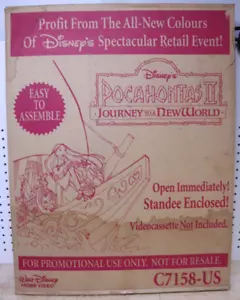 Profit From The All-New Colours
Of Disney's Spectacular Retail Event!
EASY
TO
ASSEMBLE
Disney's
POCAHONTAS II
JOURNEY TO A NEW WORLD
Open Immediately!
Standee Enclosed!
Videocassette Not Included.
FOR PROMOTIONAL USE ONLY. NOT FOR RESALE.
WALT DISNEY
HOME VIDEO
C7158-US